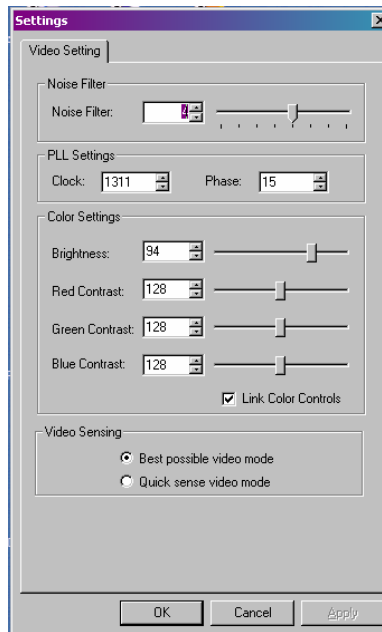 Settings
Video Setting
Noise Filter
Noise Filter: 4
PLL Settings
Clock: 1311 Phase: 15
Color Settings
Brightness: 94
Red Contrast: 128
Green Contrast: 128
Blue Contrast: 128
Link Color Controls
Video Sensing
Best possible video mode
Quick sense video mode
OK Cancel Apply